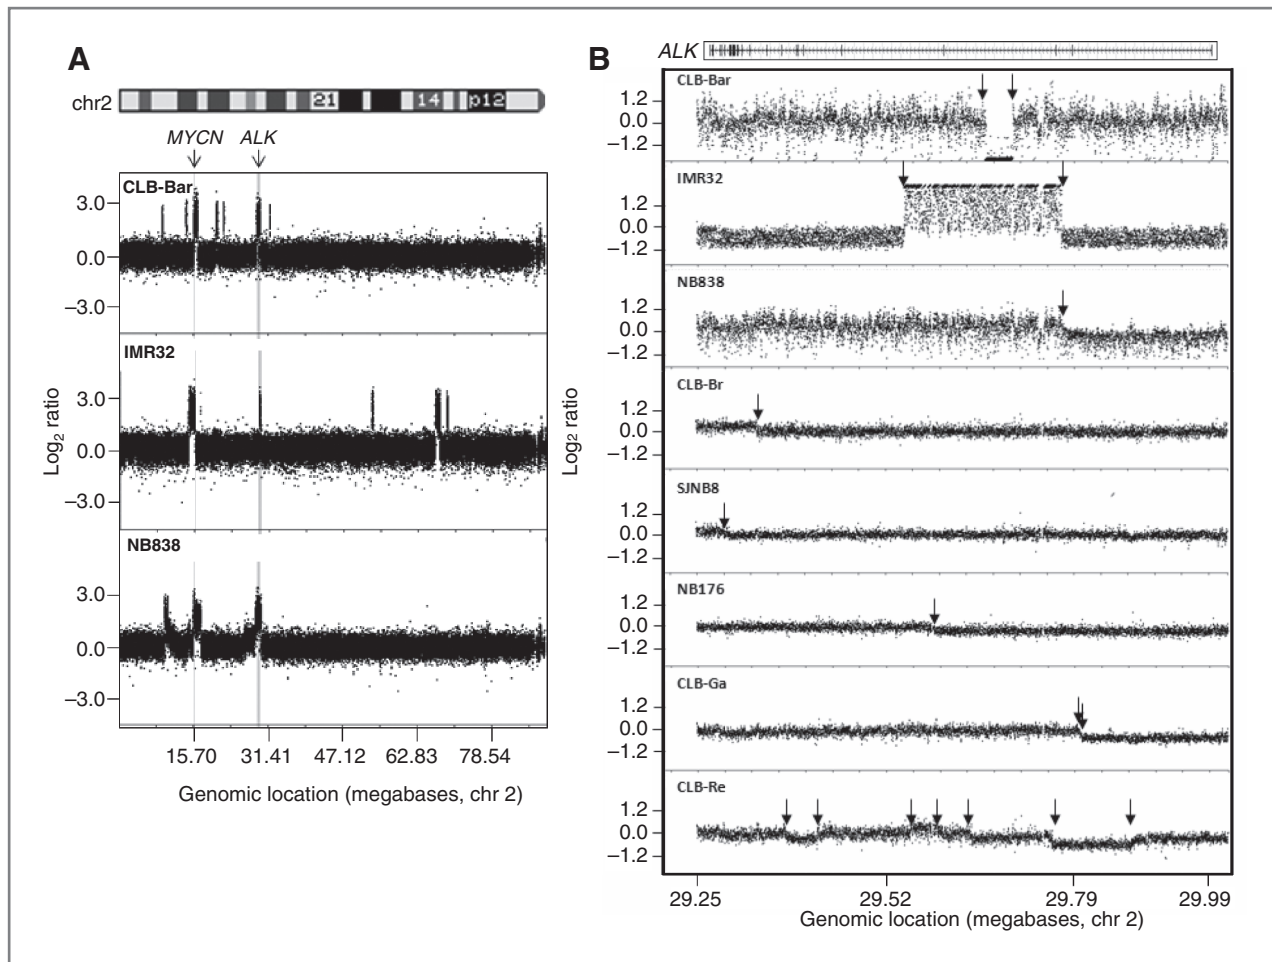 A
chr2
21
14
p12
MYCN ALK
CLB-Bar
3.0
0.0
–3.0
IMR32
3.0
0.0
–3.0
NB838
3.0
0.0
–3.0
Log2 ratio
15.70 31.41 47.12 62.83 78.54
Genomic location (megabases, chr 2)
B
ALK
CLB-Bar
1.2
0.0
–1.2
IMR32
1.2
0.0
–1.2
NB838
1.2
0.0
–1.2
CLB-Br
1.2
0.0
–1.2
SJNB8
1.2
0.0
–1.2
NB176
1.2
0.0
–1.2
CLB-Ga
1.2
0.0
–1.2
CLB-Re
1.2
0.0
–1.2
Log2 ratio
29.25 29.52 29.79 29.99
Genomic location (megabases, chr 2)